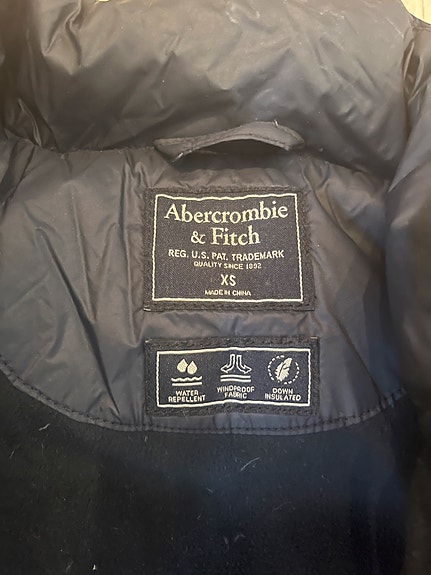 Abercrombie
& Fitch
REG. U.S. PAT. TRADEMARK
QUALITY SINCE 1892
XS
MADE IN CHINA
WATER
REPELLENT
WINDPROOF
FABRIC
DOWN
INSULATED